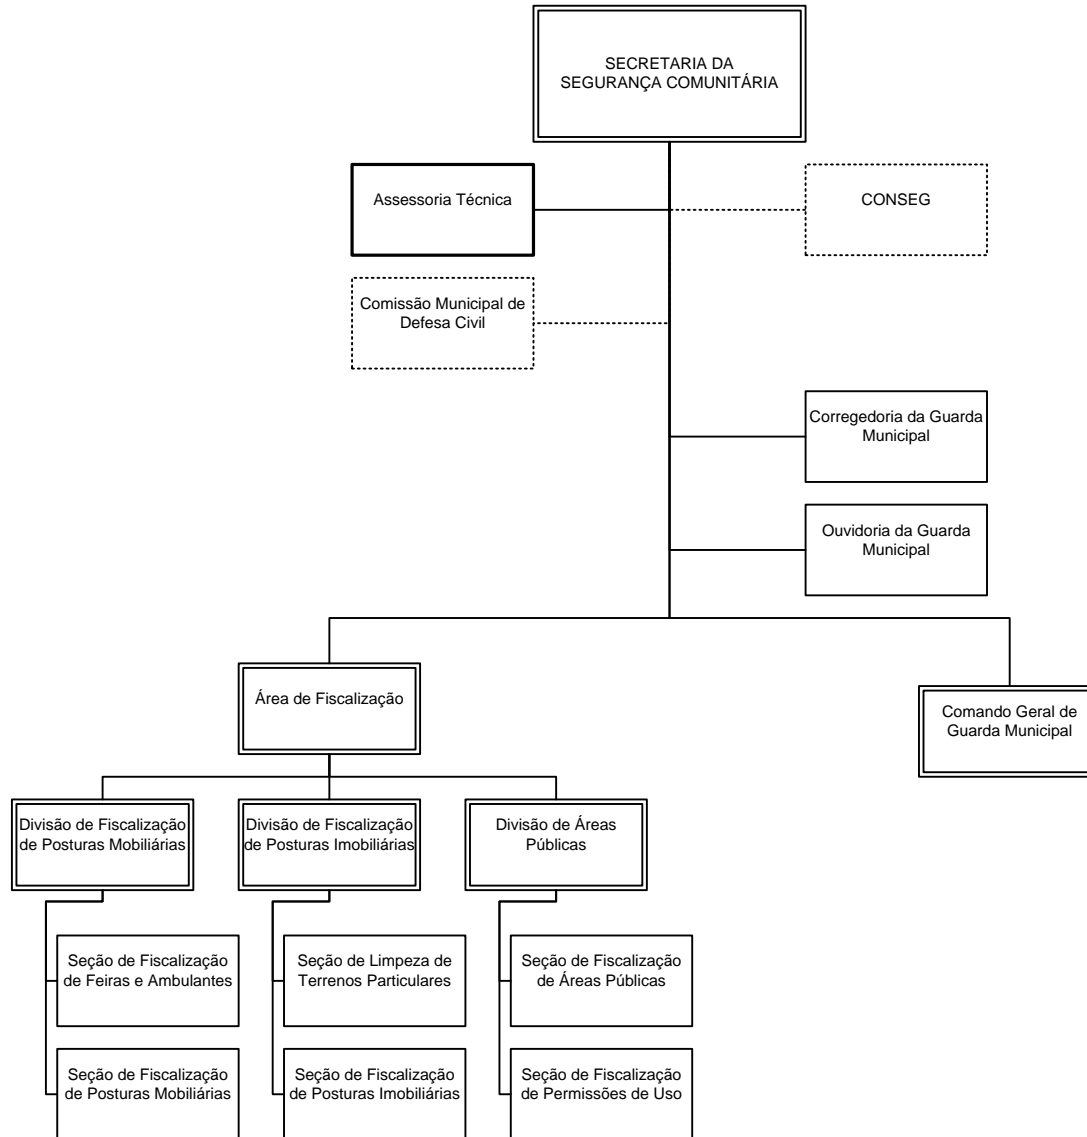 SECRETARIA DA
SEGURANÇA COMUNITÁRIA
Assessoria Técnica
CONSEG
Comissão Municipal de
Defesa Civil
Corregedoria da Guarda
Municipal
Ouvidoria da Guarda
Municipal
Área de Fiscalização
Comando Geral de
Guarda Municipal
Divisão de Fiscalização
de Posturas Mobiliárias
Divisão de Fiscalização
de Posturas Imobiliárias
Divisão de Áreas
Públicas
Seção de Fiscalização
de Feiras e Ambulantes
Seção de Limpeza de
Terrenos Particulares
Seção de Fiscalização
de Áreas Públicas
Seção de Fiscalização
de Posturas Mobiliárias
Seção de Fiscalização
de Posturas Imobiliárias
Seção de Fiscalização
de Permissões de Uso